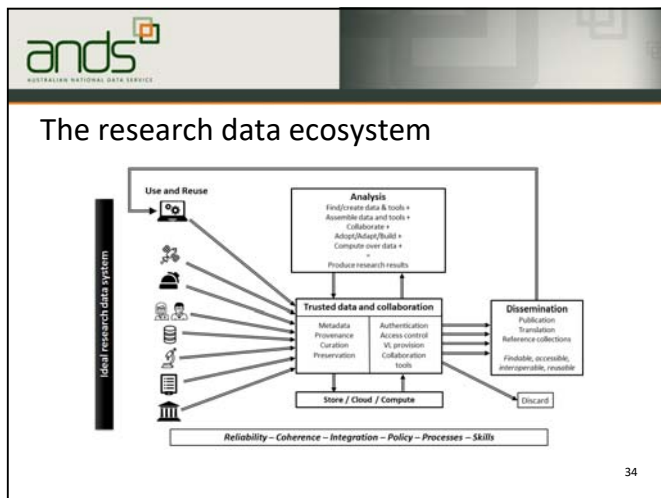 ands
AUSTRALIAN NATIONAL DATA SERVICE
The research data ecosystem
Ideal research data system
Use and Reuse
Analysis
Find/create data & tools +
Assemble data and tools +
Collaborate +
Adopt/Adapt/Build +
Compute over data +
=
Produce research results
Trusted data and collaboration
Metadata
Provenance
Curation
Preservation
Authentication
Access control
VL provision
Collaboration
tools
Store / Cloud / Compute
Dissemination
Publication
Translation
Reference collections
Findable, accessible,
interoperable, reusable
Discard
Reliability – Coherence – Integration – Policy – Processes – Skills
34